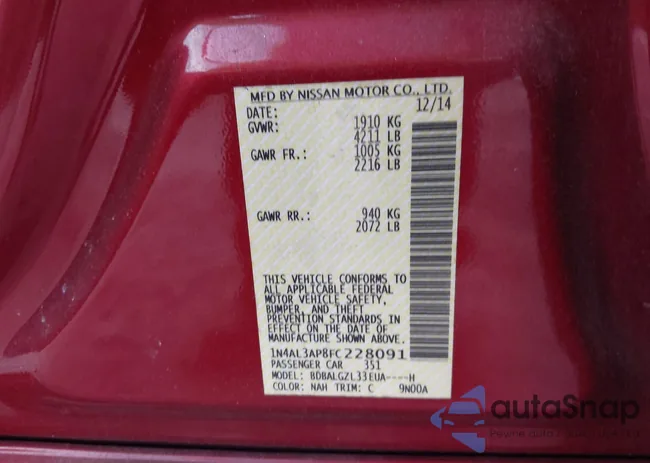 MFD BY NISSAN MOTOR CO., LTD.
DATE: 12/14
GVWR: 1910 KG
4211 LB
GAWR FR.: 1005 KG
2216 LB
GAWR RR.: 940 KG
2072 LB
THIS VEHICLE CONFORMS TO
ALL APPLICABLE FEDERAL
MOTOR VEHICLE SAFETY,
BUMPER, AND THEFT
PREVENTION STANDARDS IN
EFFECT ON THE DATE OF
MANUFACTURE SHOWN
ABOVE.
1N4AL3AP8FC228091
PASSENGER CAR 351
MODEL: BDBALGZL33EUA----H
COLOR: NAH TRIM: C 9N00A
autoSnap